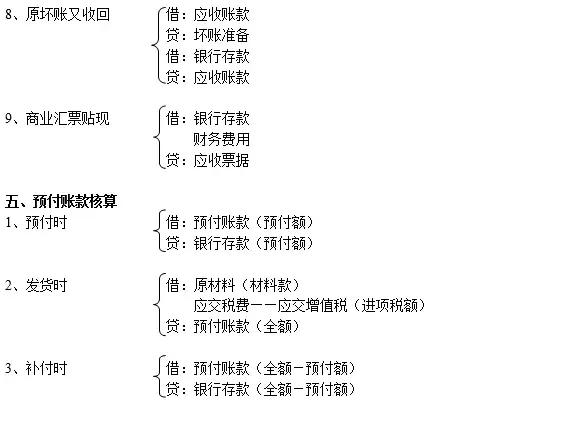 8、原坏账又收回 借：应收账款
贷：坏账准备
借：银行存款
贷：应收账款
9、商业汇票贴现 借：银行存款
财务费用
贷：应收票据
五、预付账款核算
1、预付时 借：预付账款（预付额）
贷：银行存款（预付额）
2、发货时 借：原材料（材料款）
应交税费——应交增值税（进项税额）
贷：预付账款（全额）
3、补付时 借：预付账款（全额－预付额）
贷：银行存款（全额－预付额）